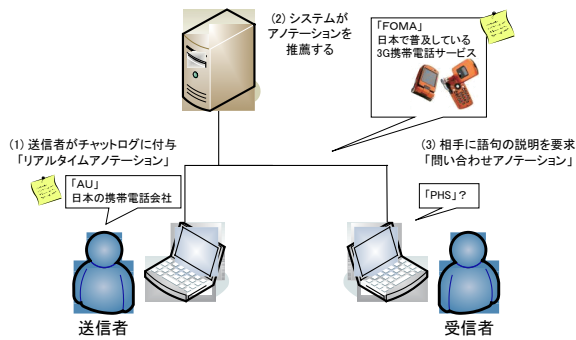 (2) システムが
アノテーションを
推薦する
「FOMA」
日本で普及している
3G携帯電話サービス
(1) 送信者がチャットログに付与
「リアルタイムアノテーション」
(3) 相手に語句の説明を要求
「問い合わせアノテーション」
「AU」
日本の携帯電話会社
「PHS」?
送信者
受信者